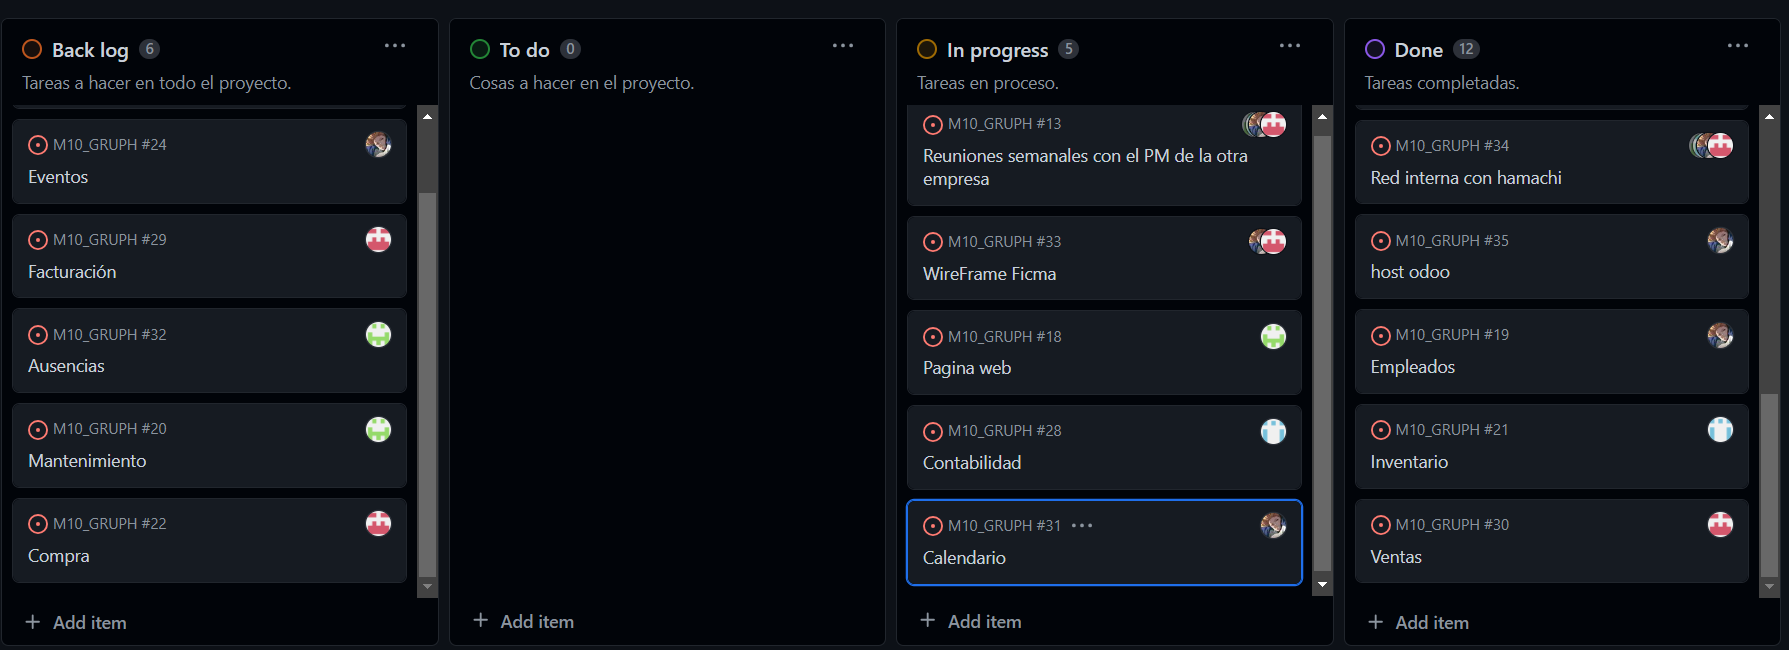 Back log 6
Tareas a hacer en todo el proyecto.
M10_GRUPH #24
Eventos
M10_GRUPH #29
Facturación
M10_GRUPH #32
Ausencias
M10_GRUPH #20
Mantenimiento
M10_GRUPH #22
Compra
+ Add item
To do 0
Cosas a hacer en el proyecto.
+ Add item
In progress 5
Tareas en proceso.
M10_GRUPH #13
Reuniones semanales con el PM de la otra
empresa
M10_GRUPH #33
WireFrame Ficma
M10_GRUPH #18
Pagina web
M10_GRUPH #28
Contabilidad
M10_GRUPH #31
Calendario
+ Add item
Done 12
Tareas completadas.
M10_GRUPH #34
Red interna con hamachi
M10_GRUPH #35
host odoo
M10_GRUPH #19
Empleados
M10_GRUPH #21
Inventario
M10_GRUPH #30
Ventas
+ Add item